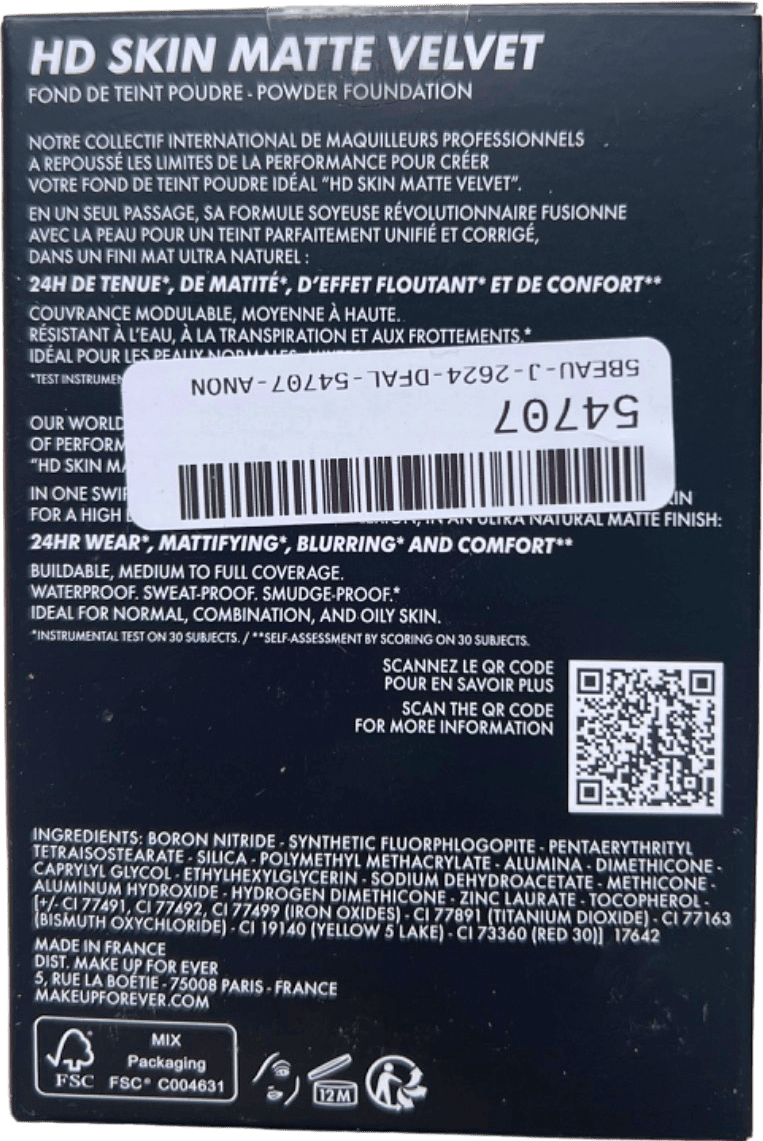 HD SKIN MATTE VELVET
FOND DE TEINT POUDRE - POWDER FOUNDATION
NOTRE COLLECTIF INTERNATIONAL DE MAQUILLEURS PROFESSIONNELS
A REPOUSSÉ LES LIMITES DE LA PERFORMANCE POUR CRÉER
VOTRE FOND DE TEINT POUDRE IDÉAL "HD SKIN MATTE VELVET".
EN UN SEUL PASSAGE, SA FORMULE SOYEUSE RÉVOLUTIONNAIRE FUSIONNE
AVEC LA PEAU POUR UN TEINT PARFAITEMENT UNIFIÉ ET CORRIGÉ,
DANS UN FINI MAT ULTRA NATUREL :
24H DE TENUE*, DE MATITÉ*, D'EFFET FLOUTANT* ET DE CONFORT**
COUVRANCE MODULABLE, MOYENNE À HAUTE.
RÉSISTANT À L'EAU, À LA TRANSPIRATION ET AUX FROTTEMENTS.*
IDÉAL POUR LES PEAUX
*TEST
5BEAU-J-2624-DFAL-54707-ANON
54707
OUR WORLD
OF PERFORM
"HD SKIN MA
IN ONE SWIP
FOR A HIGH
IN AN ULTRA NATURAL MATTE FINISH:
24HR WEAR*, MATTIFYING*, BLURRING* AND COMFORT**
BUILDABLE, MEDIUM TO FULL COVERAGE.
WATERPROOF. SWEAT-PROOF. SMUDGE-PROOF.*
IDEAL FOR NORMAL, COMBINATION, AND OILY SKIN.
*INSTRUMENTAL TEST ON 30 SUBJECTS. / **SELF-ASSESSMENT BY SCORING ON 30 SUBJECTS.
SCANNEZ LE QR CODE
POUR EN SAVOIR PLUS
SCAN THE QR CODE
FOR MORE INFORMATION
INGREDIENTS: BORON NITRIDE - SYNTHETIC FLUORPHLOGOPITE - PENTAERYTHRITYL
TETRAISOSTEARATE - SILICA - POLYMETHYL METHACRYLATE - ALUMINA - DIMETHICONE -
CAPRYLYL GLYCOL - ETHYLHEXYLGLYCERIN - SODIUM DEHYDROACETATE - METHICONE -
ALUMINUM HYDROXIDE - HYDROGEN DIMETHICONE - ZINC LAURATE - TOCOPHEROL -
[+/- CI 77491, CI 77492, CI 77499 (IRON OXIDES) - CI 77891 (TITANIUM DIOXIDE) - CI 77163
(BISMUTH OXYCHLORIDE) - CI 19140 (YELLOW 5 LAKE) - CI 73360 (RED 30)] 17642
MADE IN FRANCE
DIST. MAKE UP FOR EVER
5, RUE LA BOÉTIE - 75008 PARIS - FRANCE
MAKEUPFOREVER.COM
MIX
Packaging
FSC FSC® C004631
12M